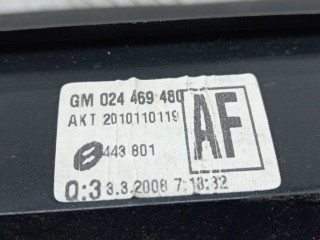 GM 024 469 480
AKT 2010110119
AF
443 801
Q:3 3.3.2008 7:18:32